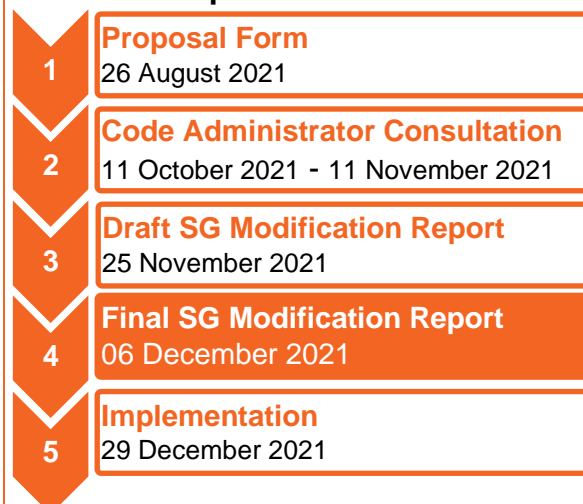 1
Proposal Form
26 August 2021
2
Code Administrator Consultation
11 October 2021 - 11 November 2021
3
Draft SG Modification Report
25 November 2021
4
Final SG Modification Report
06 December 2021
5
Implementation
29 December 2021